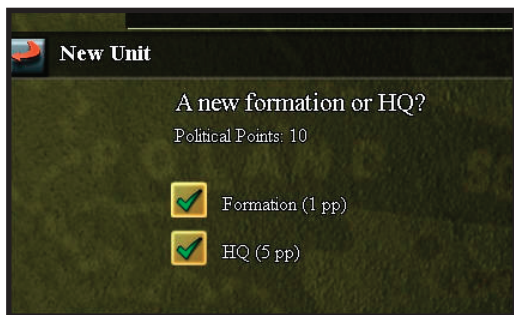 New Unit
A new formation or HQ?
Political Points: 10
Formation (1 pp)
HQ (5 pp)